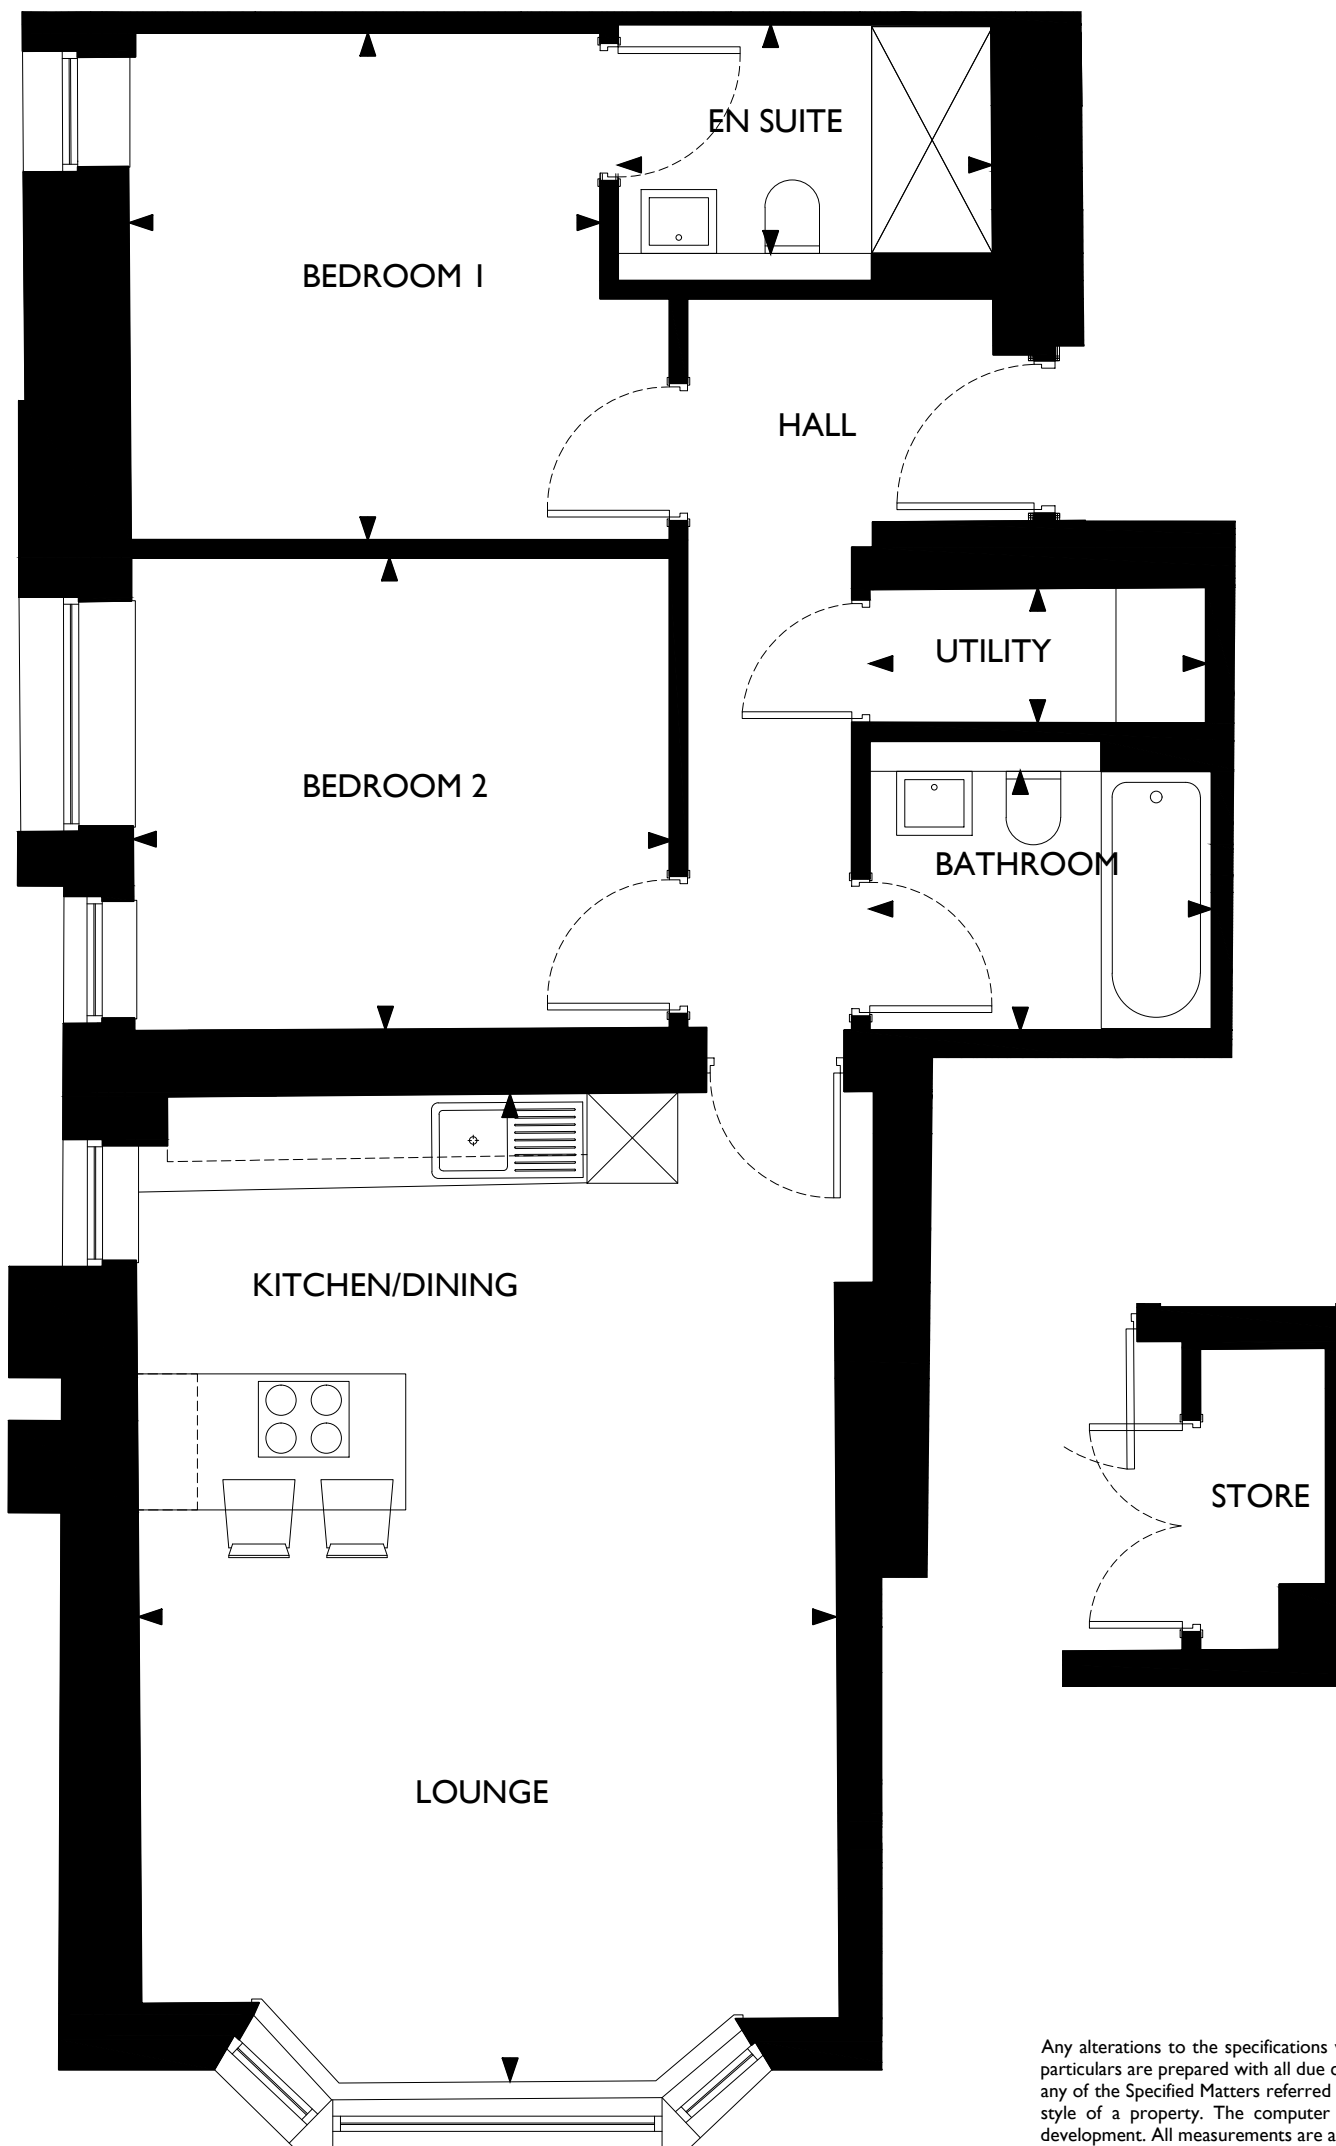 EN SUITE
BEDROOM 1
HALL
UTILITY
BEDROOM 2
BATHROOM
KITCHEN/DINING
STORE
LOUNGE
Any alterations to the specifications
particulars are prepared with all due
any of the Specified Matters referred
style of a property. The computer
development. All measurements are